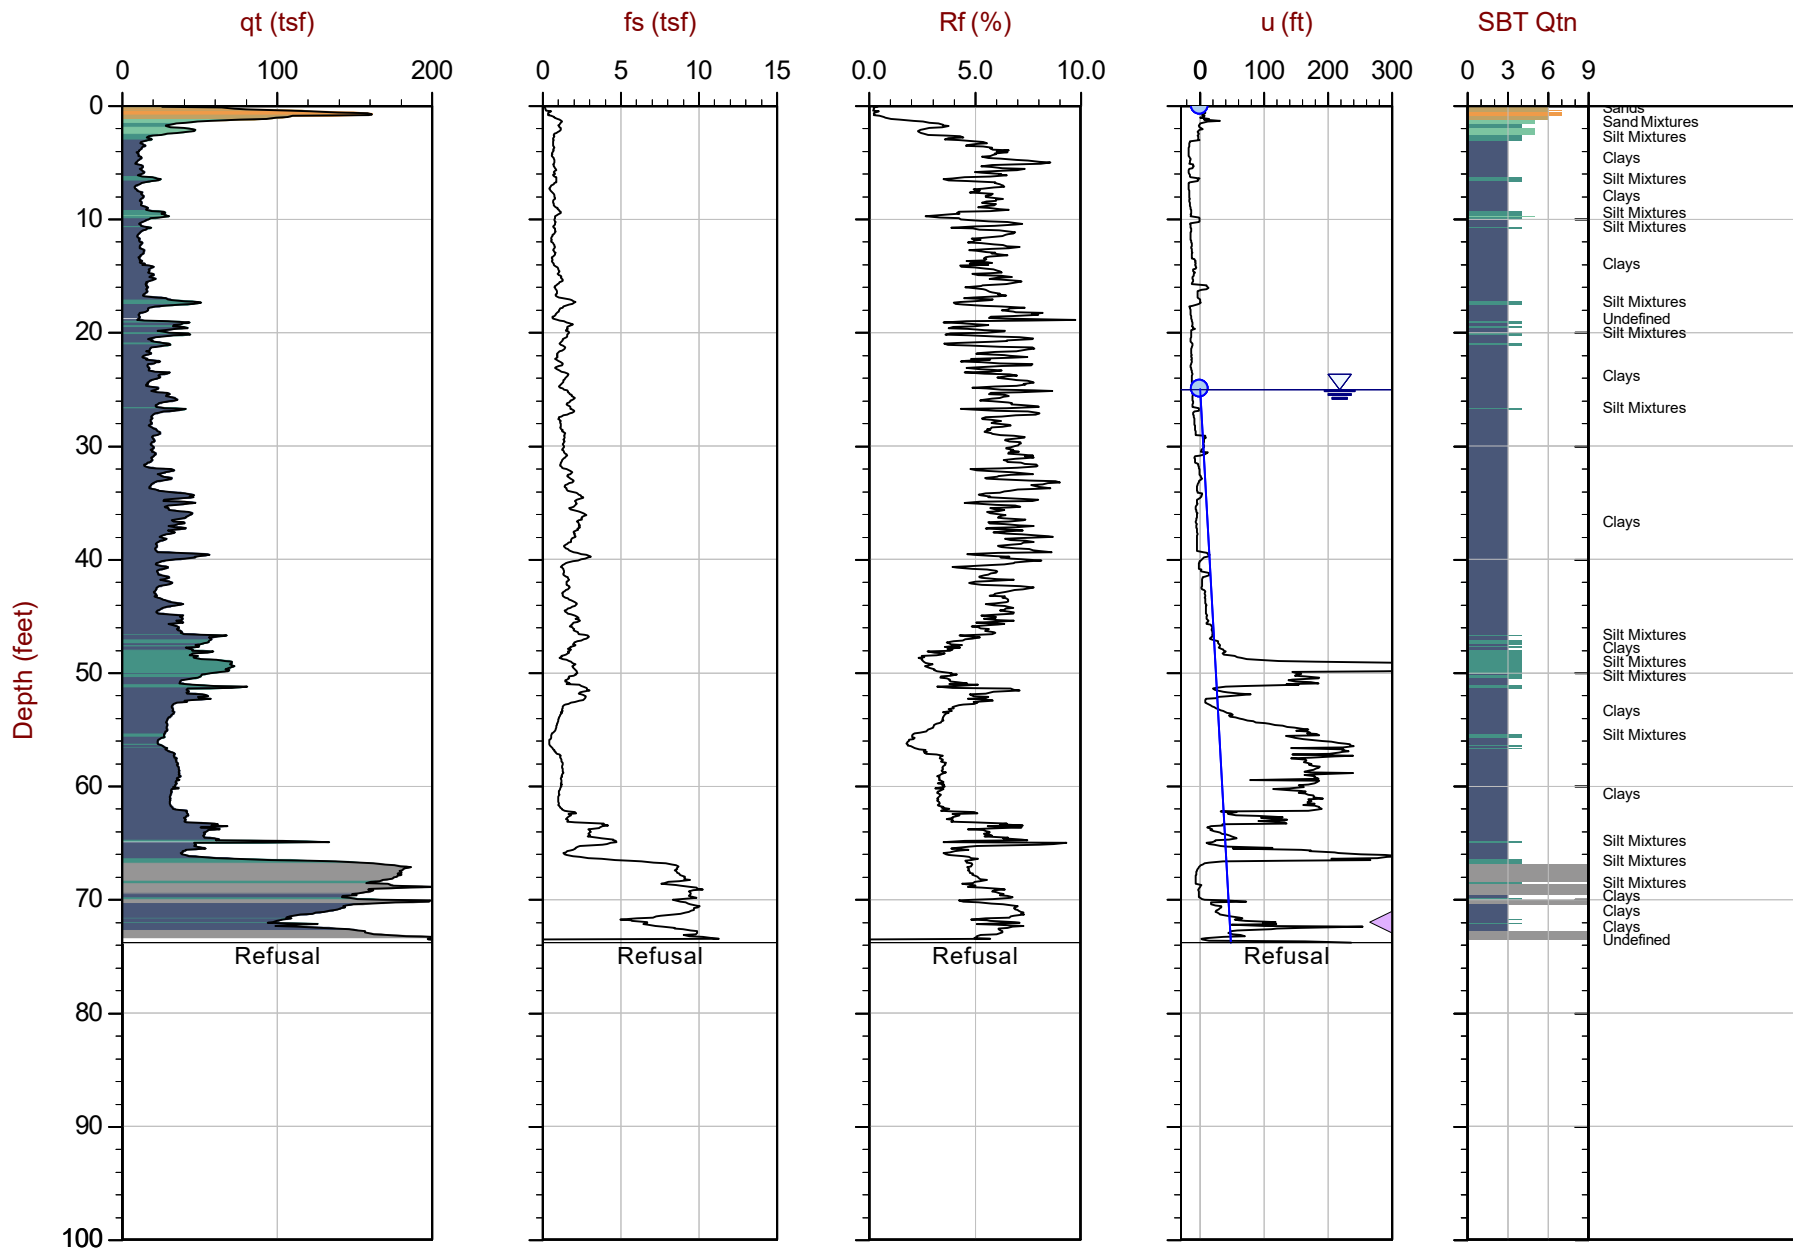 qt (tsf)
fs (tsf)
Rf (%)
u (ft)
SBT Qtn
0 100 200
0 5 10 15
0.0 5.0 10.0
0 100 200 300
0 3 6 9
Depth (feet)
0
10
20
30
40
50
60
70
80
90
100
Sands
Sand Mixtures
Silt Mixtures
Clays
Silt Mixtures
Clays
Silt Mixtures
Silt Mixtures
Clays
Silt Mixtures
Undefined
Silt Mixtures
Clays
Silt Mixtures
Clays
Silt Mixtures
Clays
Silt Mixtures
Silt Mixtures
Clays
Silt Mixtures
Clays
Silt Mixtures
Silt Mixtures
Silt Mixtures
Clays
Clays
Clays
Undefined
Refusal
Refusal
Refusal
Refusal